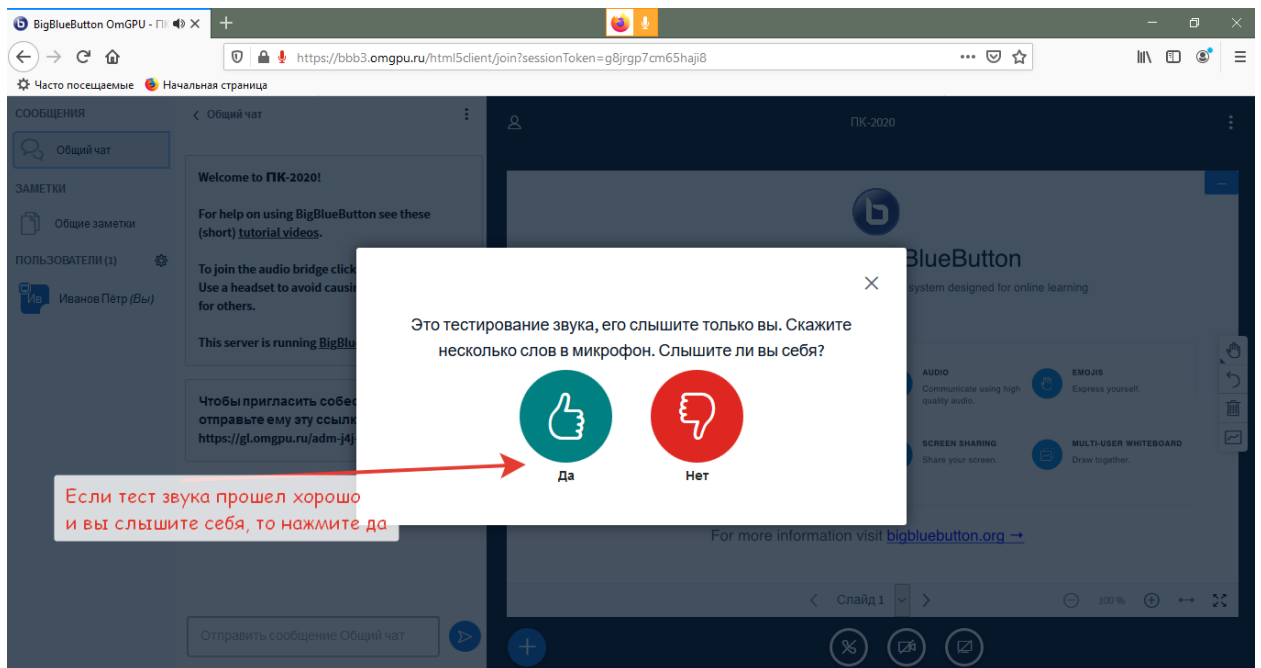 BigBlueButton OmGPU - ПК
https://bbb3.omgpu.ru/html5client/join?sessionToken=g8jrgp7cm65haji8
Часто посещаемые
Начальная страница
СООБЩЕНИЯ
Общий чат
ЗАМЕТКИ
Общие заметки
ПОЛЬЗОВАТЕЛИ (1)
Ив
Иванов Пётр (Вы)
Общий чат
Welcome to ПК-2020!
For help on using BigBlueButton see these
(short) tutorial videos.
To join the audio bridge click
Use a headset to avoid
for others.
This server is running
Чтобы пригласить
отправьте ему эту
https://gl.omgpu.ru/adm-j4j-
Отправить сообщение Общий чат
ПК-2020
BlueButton
system designed for online learning
AUDIO
Communicate using high
quality audio.
EMOJIS
Express yourself.
SCREEN SHARING
Share your screen.
MULTI-USER WHITEBOARD
Draw together.
For more information visit bigbluebutton.org →
Слайд 1
100 %
Это тестирование звука, его слышите только вы. Скажите
несколько слов в микрофон. Слышите ли вы себя?
Да
Нет
Если тест звука прошел хорошо
и вы слышите себя, то нажмите да